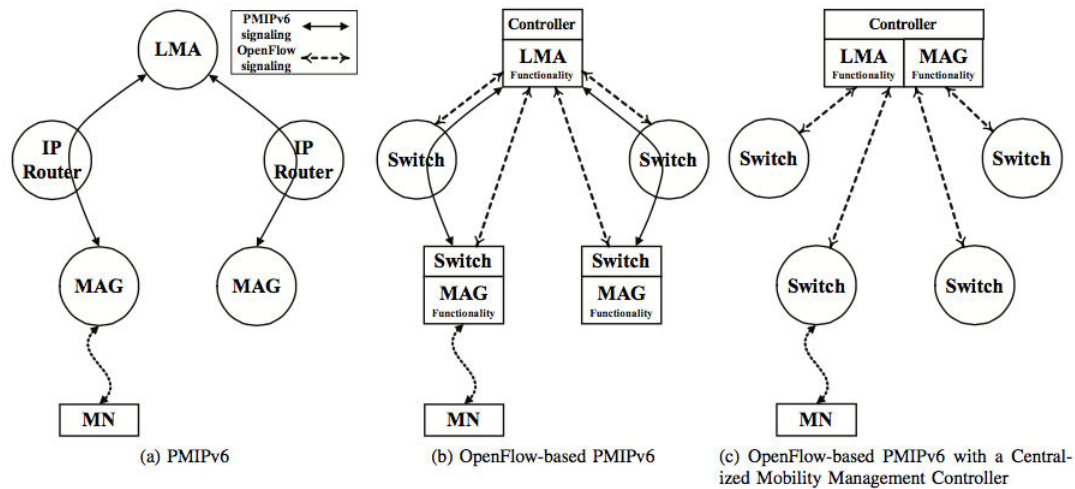 PMIPv6
signaling
OpenFlow
signaling
LMA
IP
Router
IP
Router
MAG
MAG
MN
(a) PMIPv6
Controller
LMA
Functionality
Switch
Switch
Switch
MAG
Functionality
Switch
MAG
Functionality
MN
(b) OpenFlow-based PMIPv6
Controller
LMA
Functionality
MAG
Functionality
Switch
Switch
Switch
Switch
MN
(c) OpenFlow-based PMIPv6 with a Central-
ized Mobility Management Controller